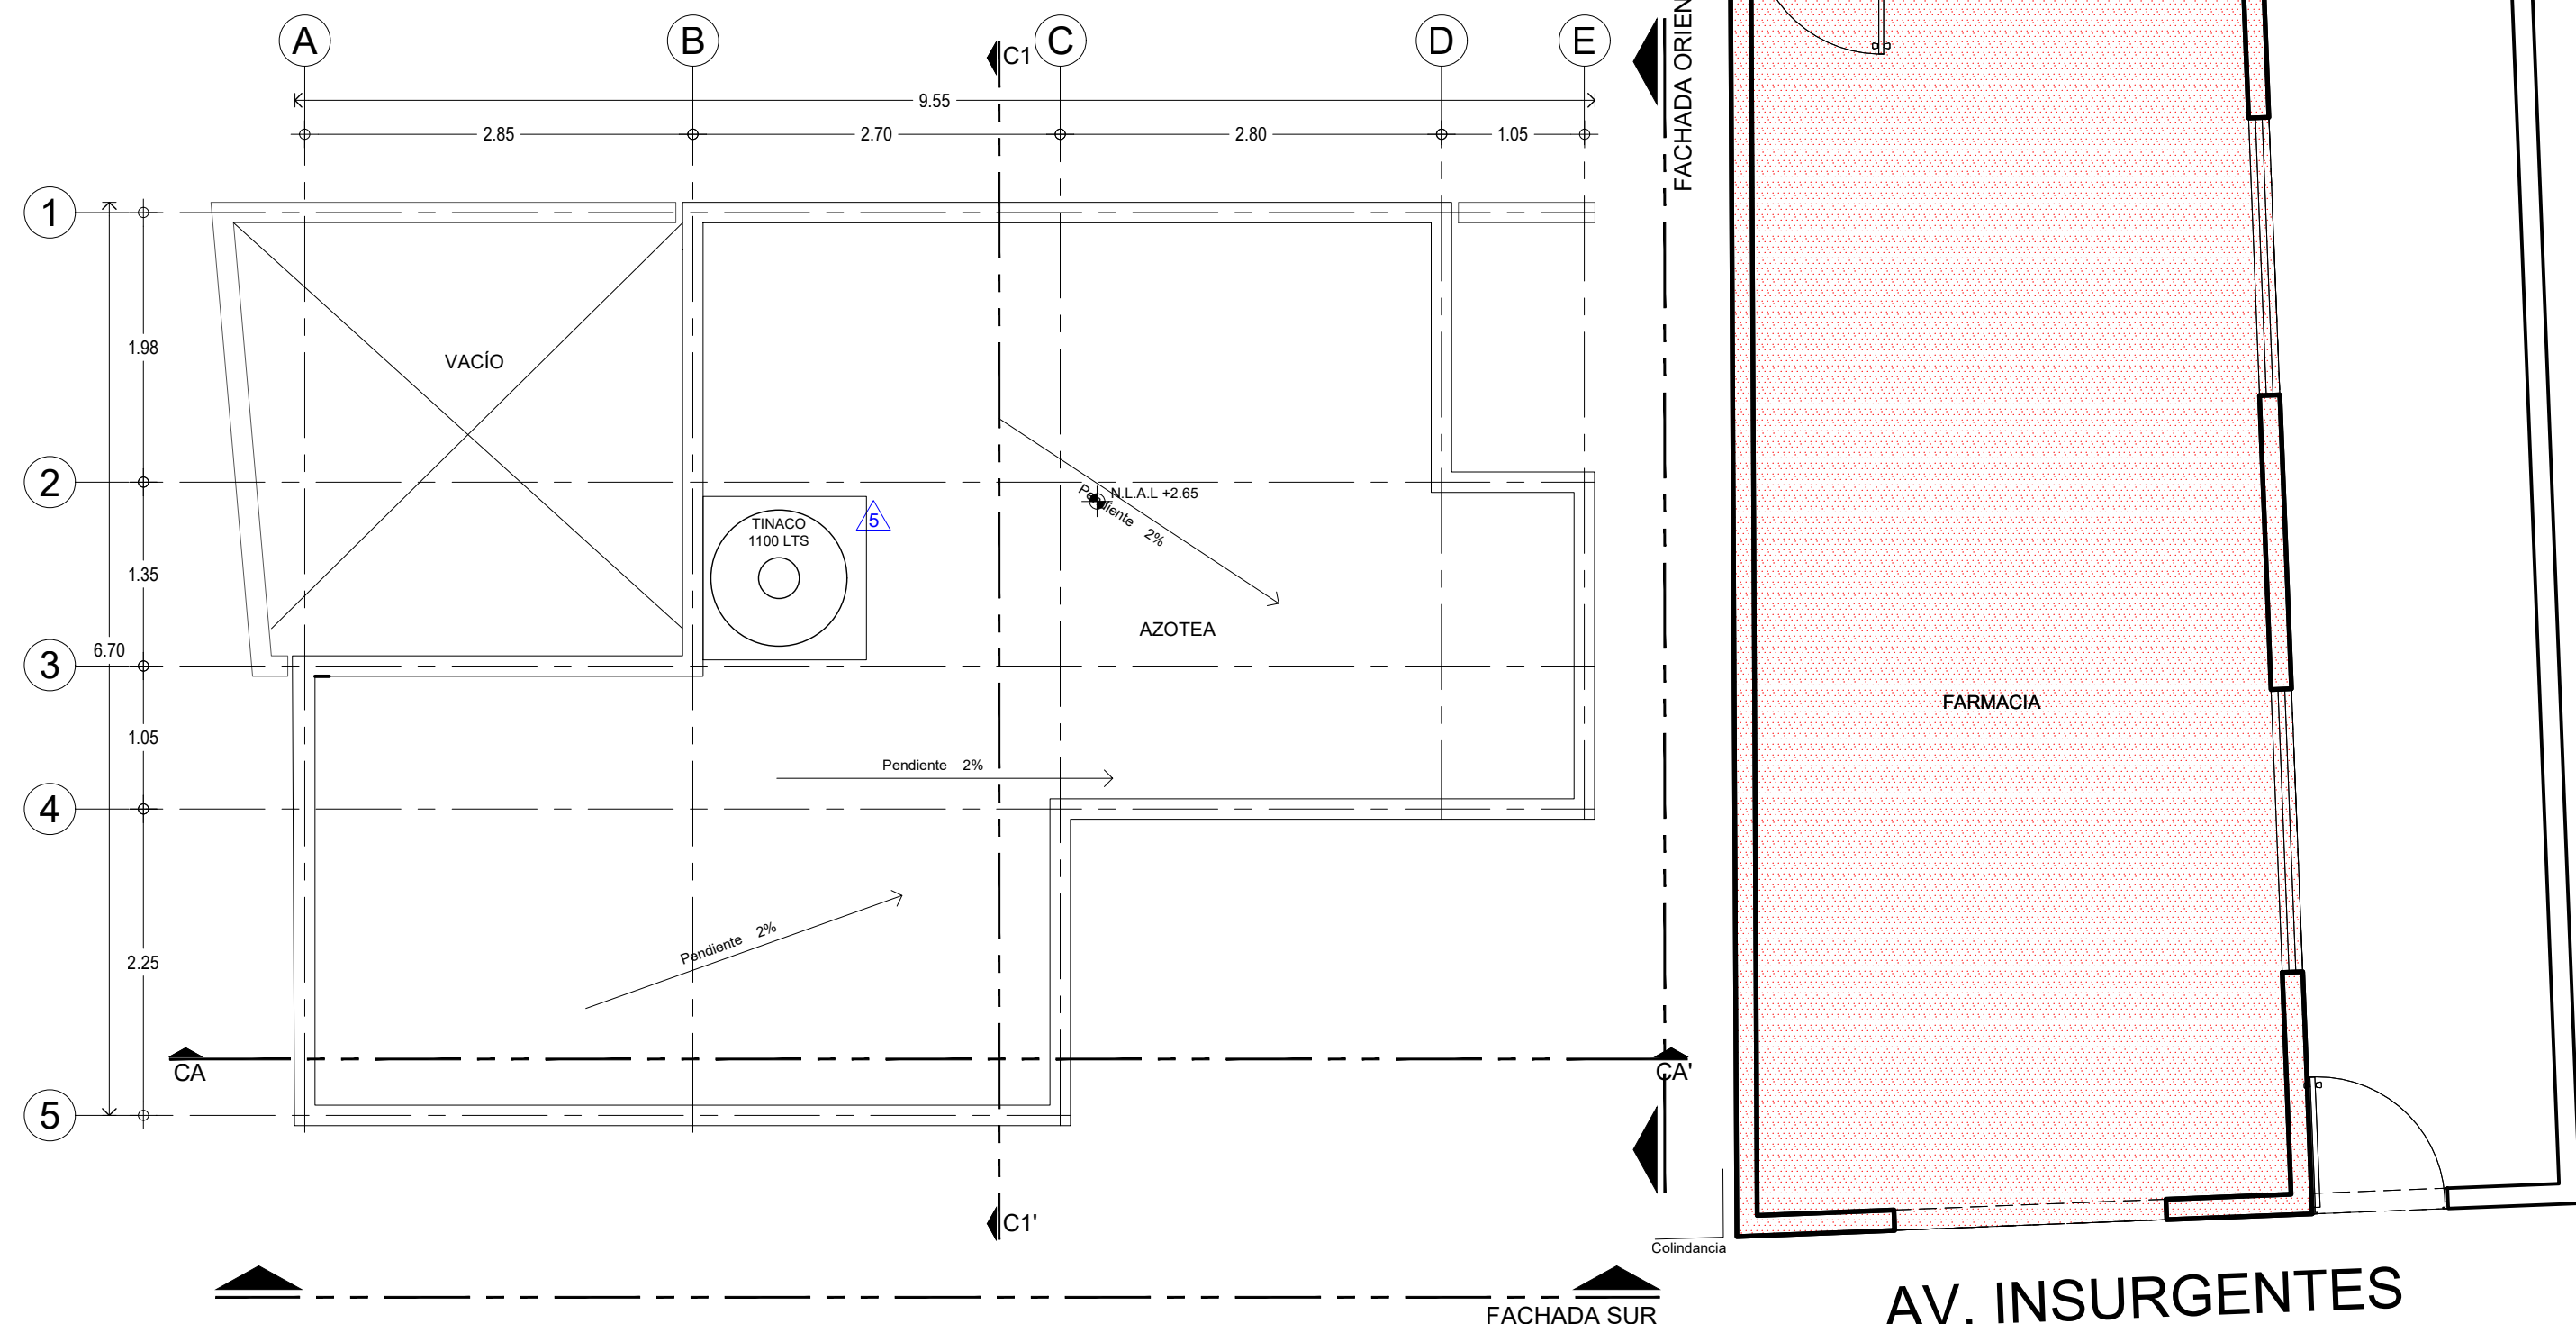 A
B
C
D
E
C1
9.55
2.85
2.70
2.80
1.05
FACHADA ORIEN
1
2
3
4
5
1.98
1.35
6.70
1.05
2.25
VACÍO
TINACO
1100 LTS
5
N.L.A.L +2.65
Pendiente 2%
AZOTEA
Pendiente 2%
Pendiente 2%
CA
CA'
C1'
FACHADA SUR
FARMACIA
Colindancia
AV. INSURGENTES